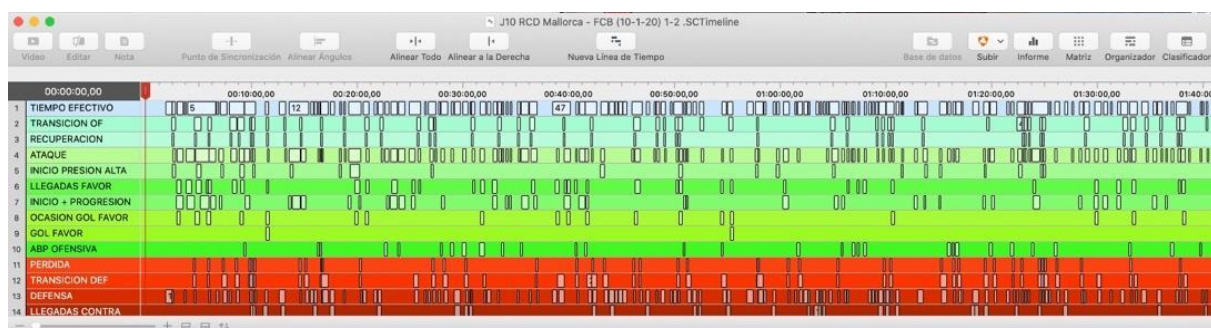 J10 RCD Mallorca - FCB (10-1-20) 1-2 .SCTimeline
Vídeo Editar Nota Punto de Sincronización Alinear Ángulos Alinear Todo Alinear a la Derecha Nueva Línea de Tiempo Base de datos Subir Informe Matriz Organizador Clasificador
00:00:00,00 00:10:00,00 00:20:00,00 00:30:00,00 00:40:00,00 00:50:00,00 01:00:00,00 01:10:00,00 01:20:00,00 01:30:00,00 01:40:00
1 TIEMPO EFECTIVO 5 12 47
2 TRANSICION OF
3 RECUPERACION
4 ATAQUE
5 INICIO PRESION ALTA
6 LLEGADAS FAVOR
7 INICIO + PROGRESION
8 OCASION GOL FAVOR
9 GOL FAVOR
10 ABP OFENSIVA
11 PERDIDA
12 TRANSICION DEF
13 DEFENSA
14 LLEGADAS CONTRA